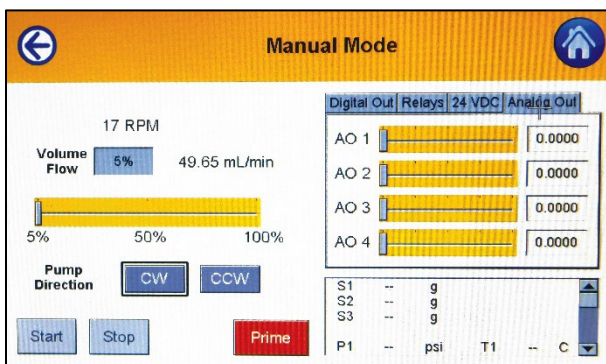 Manual Mode
17 RPM
Volume
Flow
5%
49.65 mL/min
5%
50%
100%
Pump
Direction
CW
CCW
Start
Stop
Prime
Digital Out
Relays
24 VDC
Analog Out
AO 1
0.0000
AO 2
0.0000
AO 3
0.0000
AO 4
0.0000
S1 -- g
S2 -- g
S3 -- g
P1 -- psi T1 -- C